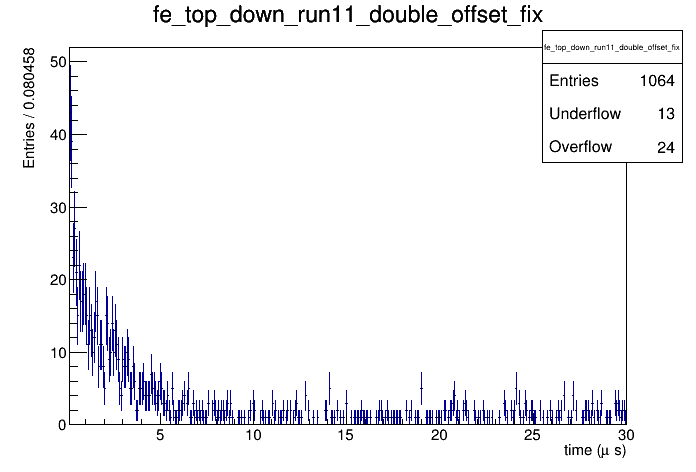 fe_top_down_run11_double_offset_fix
fe_top_down_run11_double_offset_fix
Entries 1064
Underflow 13
Overflow 24
Entries / 0.080458
50
40
30
20
10
0
5 10 15 20 25 30
time (μ s)